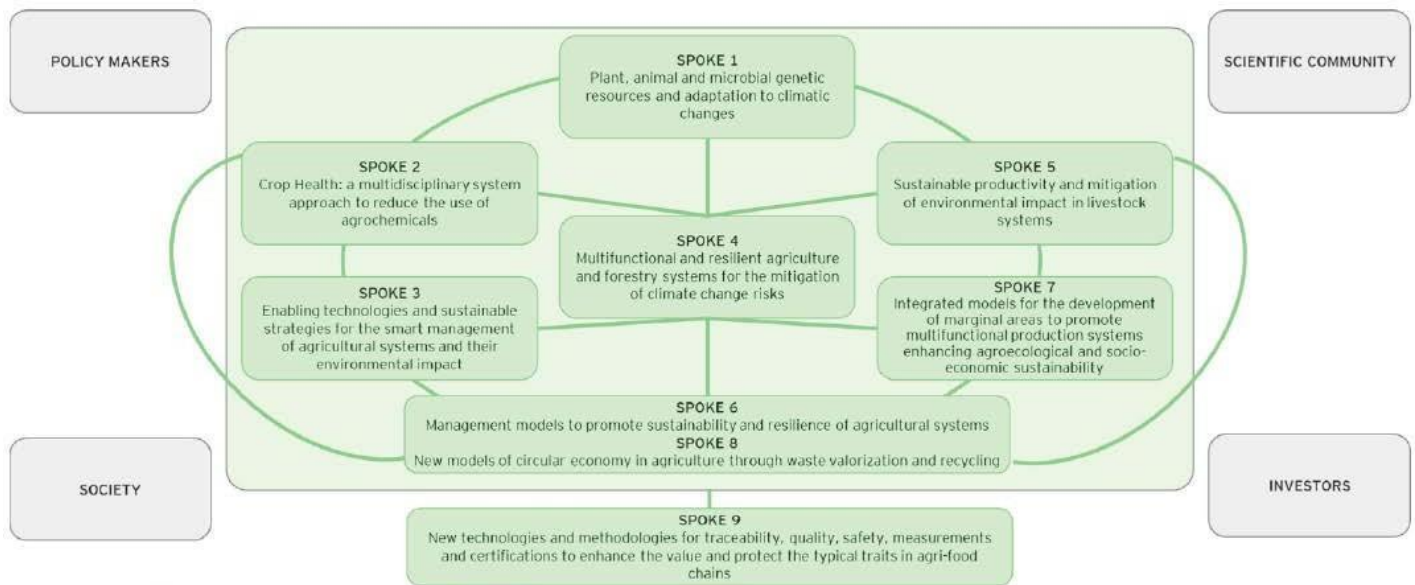 POLICY MAKERS
SCIENTIFIC COMMUNITY
SPOKE 1
Plant, animal and microbial genetic
resources and adaptation to climatic
changes
SPOKE 2
Crop Health: a multidisciplinary system
approach to reduce the use of
agrochemicals
SPOKE 5
Sustainable productivity and mitigation
of environmental impact in livestock
systems
SPOKE 4
Multifunctional and resilient agriculture
and forestry systems for the mitigation
of climate change risks
SPOKE 3
Enabling technologies and sustainable
strategies for the smart management
of agricultural systems and their
environmental impact
SPOKE 7
Integrated models for the development
of marginal areas to promote
multifunctional production systems
enhancing agroecological and socio-
economic sustainability
SPOKE 6
Management models to promote sustainability and resilience of agricultural systems
SPOKE 8
New models of circular economy in agriculture through waste valorization and recycling
SOCIETY
INVESTORS
SPOKE 9
New technologies and methodologies for traceability, quality, safety, measurements
and certifications to enhance the value and protect the typical traits in agri-food
chains